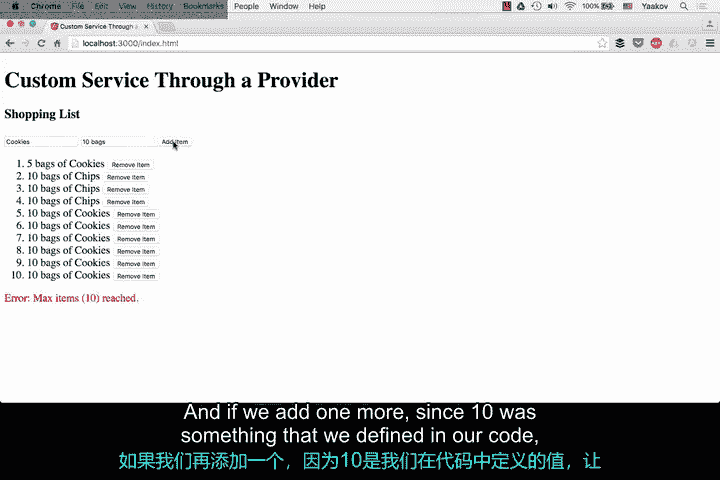 Chrome File Edit View History Bookmarks People Window Help 100% Yaakov
Custom Service Through a
localhost:3000/index.html
Custom Service Through a Provider
Shopping List
Cookies 10 bags Add Item
1. 5 bags of Cookies Remove Item
2. 10 bags of Chips Remove Item
3. 10 bags of Chips Remove Item
4. 10 bags of Chips Remove Item
5. 10 bags of Cookies Remove Item
6. 10 bags of Cookies Remove Item
7. 10 bags of Cookies Remove Item
8. 10 bags of Cookies Remove Item
9. 10 bags of Cookies Remove Item
10. 10 bags of Cookies Remove Item
Error: Max items (10) reached.
And if we add one more, since 10 was
something that we defined in our code,
如果我们再添加一个，因为10是我们在代码中定义的值，让